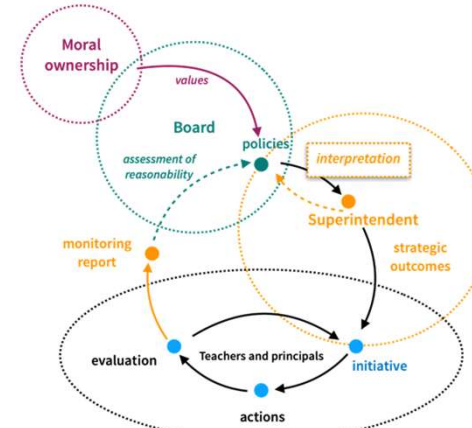 Moral
ownership
values
Board
policies
assessment of
reasonability
interpretation
Superintendent
monitoring
report
strategic
outcomes
evaluation
Teachers and principals
initiative
actions